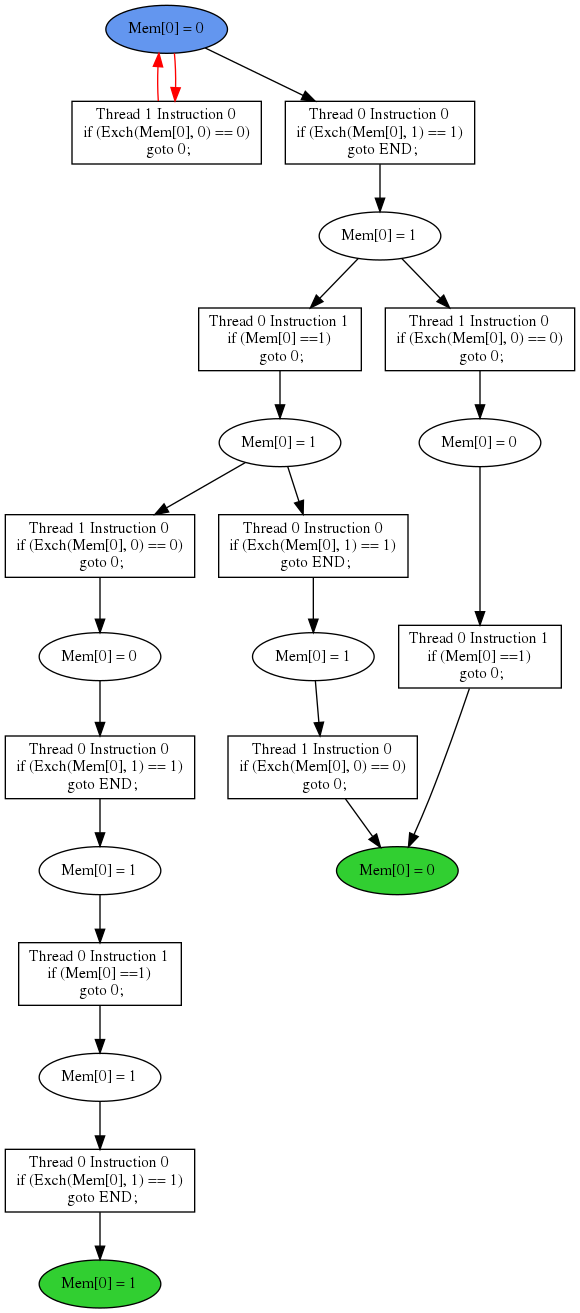 Mem[0] = 0
Thread 1 Instruction 0
if (Exch(Mem[0], 0) == 0)
goto 0;
Thread 0 Instruction 0
if (Exch(Mem[0], 1) == 1)
goto END;
Mem[0] = 1
Thread 0 Instruction 1
if (Mem[0] ==1)
goto 0;
Thread 1 Instruction 0
if (Exch(Mem[0], 0) == 0)
goto 0;
Mem[0] = 1
Mem[0] = 0
Thread 1 Instruction 0
if (Exch(Mem[0], 0) == 0)
goto 0;
Thread 0 Instruction 0
if (Exch(Mem[0], 1) == 1)
goto END;
Mem[0] = 0
Mem[0] = 1
Thread 0 Instruction 1
if (Mem[0] ==1)
goto 0;
Thread 0 Instruction 0
if (Exch(Mem[0], 1) == 1)
goto END;
Thread 1 Instruction 0
if (Exch(Mem[0], 0) == 0)
goto 0;
Mem[0] = 1
Mem[0] = 0
Thread 0 Instruction 1
if (Mem[0] ==1)
goto 0;
Mem[0] = 1
Thread 0 Instruction 0
if (Exch(Mem[0], 1) == 1)
goto END;
Mem[0] = 1